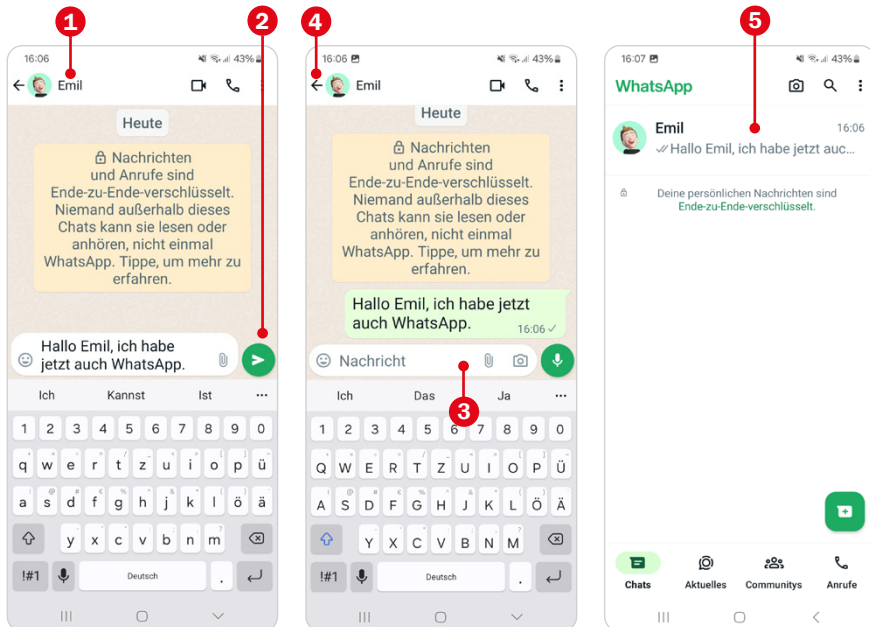 1
2
16:06
43%
Emil
Heute
Nachrichten
und Anrufe sind
Ende-zu-Ende-verschlüsselt.
Niemand außerhalb dieses
Chats kann sie lesen oder
anhören, nicht einmal
WhatsApp. Tippe, um mehr zu
erfahren.
Hallo Emil, ich habe
jetzt auch WhatsApp.
Ich Kannst Ist ...
1 2 3 4 5 6 7 8 9 0
q w e r t z u i o p ü
a s d f g h j k l ö ä
y x c v b n m
!#1 Deutsch .
4
16:06
43%
Emil
Heute
Nachrichten
und Anrufe sind
Ende-zu-Ende-verschlüsselt.
Niemand außerhalb dieses
Chats kann sie lesen oder
anhören, nicht einmal
WhatsApp. Tippe, um mehr zu
erfahren.
Hallo Emil, ich habe jetzt
auch WhatsApp.
16:06
Nachricht
3
Ich Das Ja ...
1 2 3 4 5 6 7 8 9 0
Q W E R T Z U I O P Ü
A S D F G H J K L Ö Ä
Y X C V B N M
!#1 Deutsch .
5
16:07
43%
WhatsApp
Emil 16:06
Hallo Emil, ich habe jetzt auc...
Deine persönlichen Nachrichten sind
Ende-zu-Ende-verschlüsselt.
Chats Aktuelles Communitys Anrufe